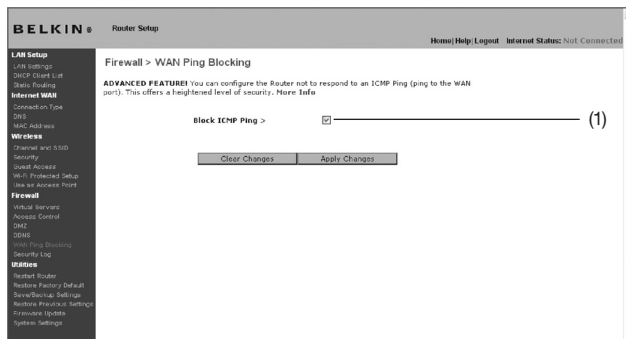 BELKIN® Router Setup
Home|Help|Logout Internet Status: Not Connected
LAN Setup
LAN Settings
DHCP Client List
Static Routing
Internet WAN
Connection Type
DNS
MAC Address
Wireless
Channel and SSID
Security
Guest Access
Wi-Fi Protected Setup
Use as Access Point
Firewall
Virtual Servers
Access Control
DMZ
DDNS
WAN Ping Blocking
Security Log
Utilities
Restart Router
Restore Factory Default
Save/Backup Settings
Restore Previous Settings
Firmware Update
System Settings
Firewall > WAN Ping Blocking
ADVANCED FEATURE! You can configure the Router not to respond to an ICMP Ping (ping to the WAN
port). This offers a heightened level of security. More Info
Block ICMP Ping >
(1)
Clear Changes Apply Changes